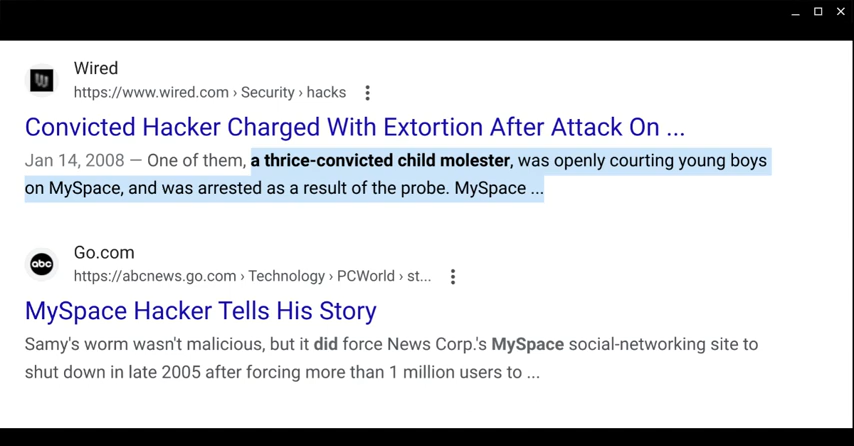 Wired
https://www.wired.com › Security › hacks
Convicted Hacker Charged With Extortion After Attack On ...
Jan 14, 2008 — One of them, a thrice-convicted child molester, was openly courting young boys
on MySpace, and was arrested as a result of the probe. MySpace ...
abc
Go.com
https://abcnews.go.com › Technology › PCWorld › st...
MySpace Hacker Tells His Story
Samy's worm wasn't malicious, but it did force News Corp.'s MySpace social-networking site to
shut down in late 2005 after forcing more than 1 million users to ...